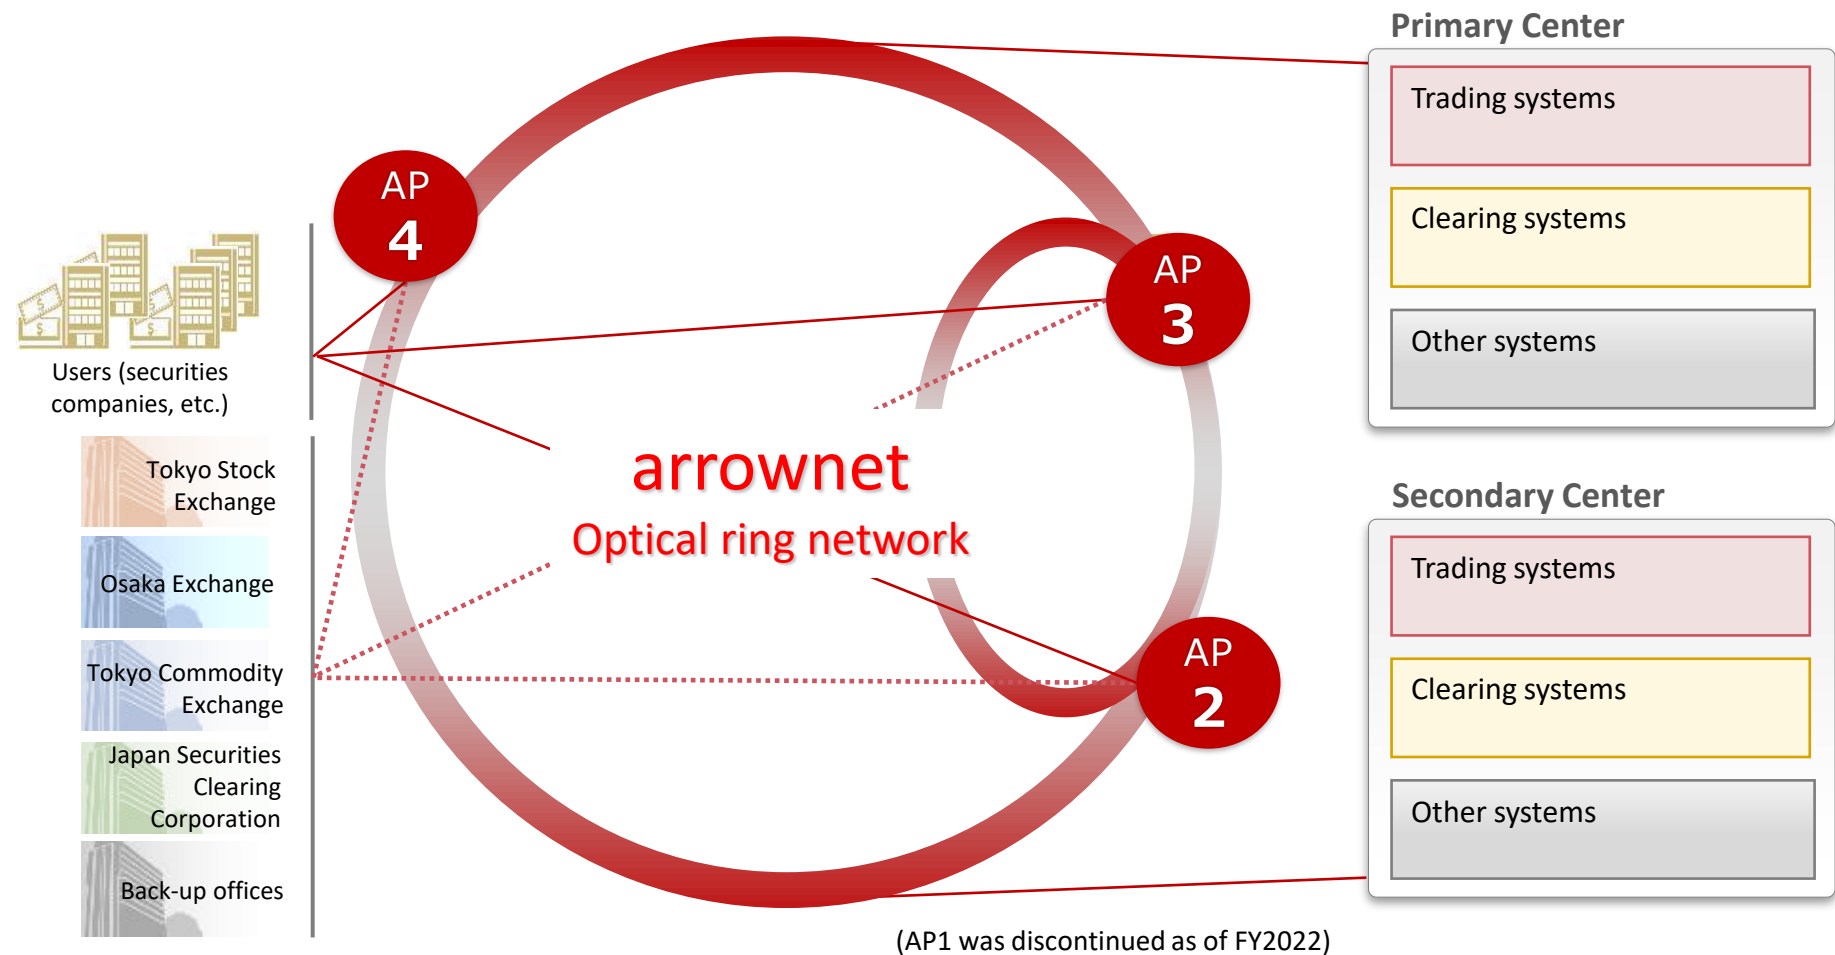 Primary Center
Trading systems
Clearing systems
Other systems
AP
4
AP
3
Users (securities
companies, etc.)
Tokyo Stock
Exchange
Osaka Exchange
Tokyo Commodity
Exchange
Japan Securities
Clearing
Corporation
Back-up offices
arrownet
Optical ring network
AP
2
Secondary Center
Trading systems
Clearing systems
Other systems
(AP1 was discontinued as of FY2022)